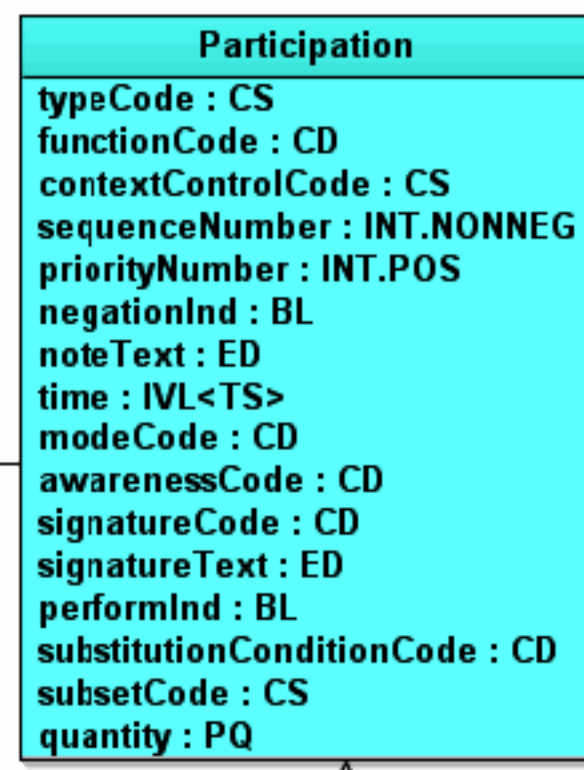 Participation
typeCode : CS
functionCode : CD
contextControlCode : CS
sequenceNumber : INT.NONNEG
priorityNumber : INT.POS
negationInd : BL
noteText : ED
time : IVL<TS>
modeCode : CD
awarenessCode : CD
signatureCode : CD
signatureText : ED
performInd : BL
substitutionConditionCode : CD
subsetCode : CS
quantity : PQ